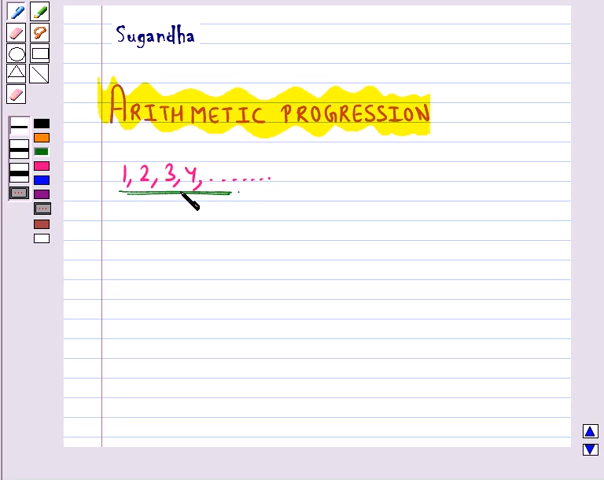 Sugandha
ARITHMETIC PROGRESSION
1, 2, 3, 4, .......